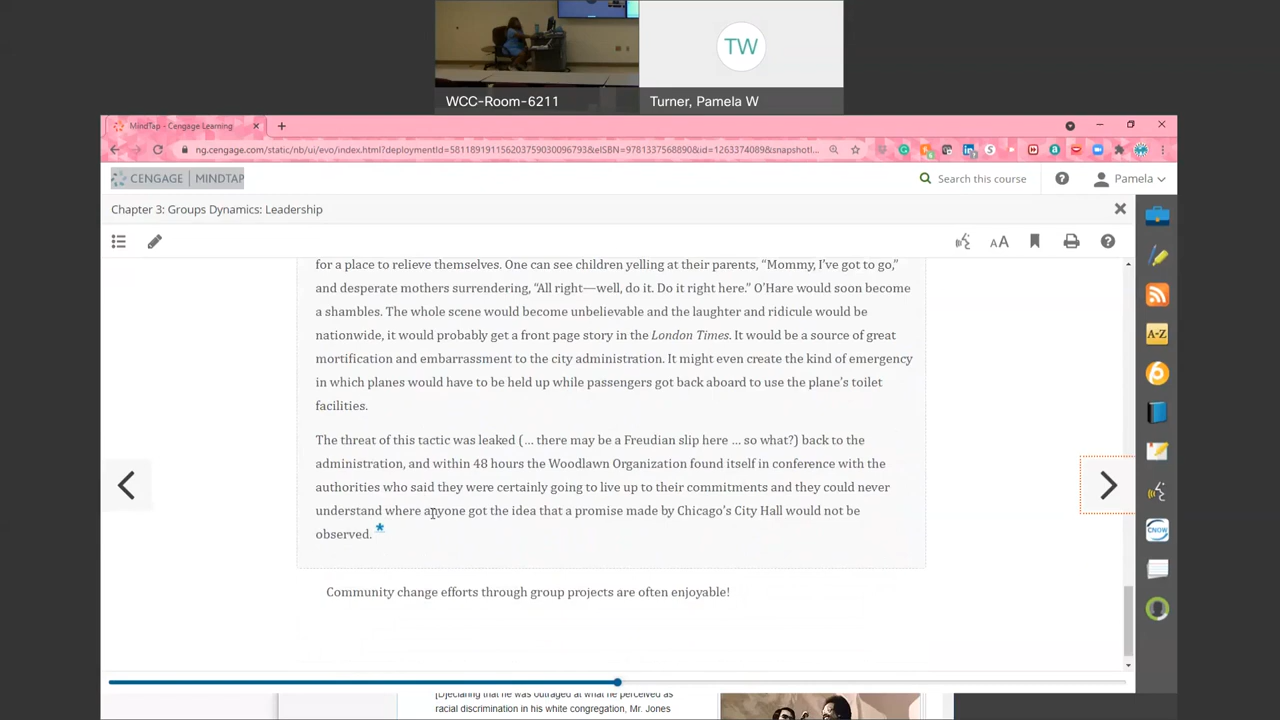 TW
WCC-Room-6211
Turner, Pamela W
MindTap - Cengage Learning
ng.cengage.com/static/nb/ui/evo/index.html?deploymentId=58118919115620375903009679​3&eISBN=9781337568890&id=1263374089&snapshotI...
CENGAGE | MINDTAP
Search this course
Pamela
Chapter 3: Groups Dynamics: Leadership
AA
for a place to relieve themselves. One can see children yelling at their parents, “Mommy, I’ve got to go,”
and desperate mothers surrendering, “All right—well, do it. Do it right here.” O’Hare would soon become
a shambles. The whole scene would become unbelievable and the laughter and ridicule would be
nationwide, it would probably get a front page story in the London Times. It would be a source of great
mortification and embarrassment to the city administration. It might even create the kind of emergency
in which planes would have to be held up while passengers got back aboard to use the plane’s toilet
facilities.
The threat of this tactic was leaked (… there may be a Freudian slip here … so what?) back to the
administration, and within 48 hours the Woodlawn Organization found itself in conference with the
authorities who said they were certainly going to live up to their commitments and they could never
understand where anyone got the idea that a promise made by Chicago’s City Hall would not be
observed. *
Community change efforts through group projects are often enjoyable!
A-Z
CNOW
[D]eclaring that he was outraged at what he perceived as
racial discrimination in his white congregation, Mr. Jones